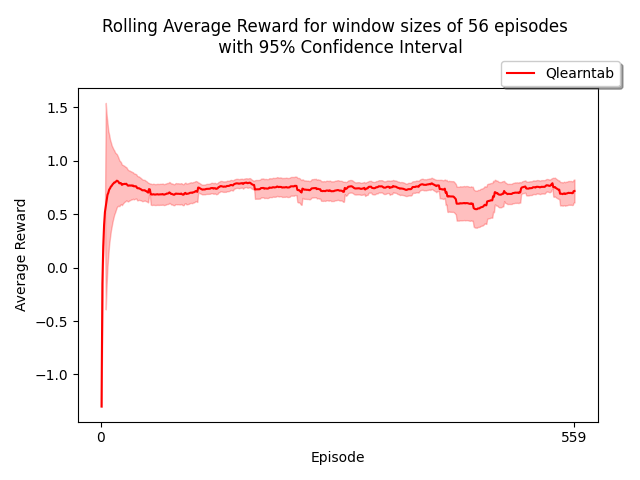 Rolling Average Reward for window sizes of 56 episodes
with 95% Confidence Interval
Qlearntab
1.5
1.0
0.5
0.0
−0.5
−1.0
Average Reward
0
559
Episode